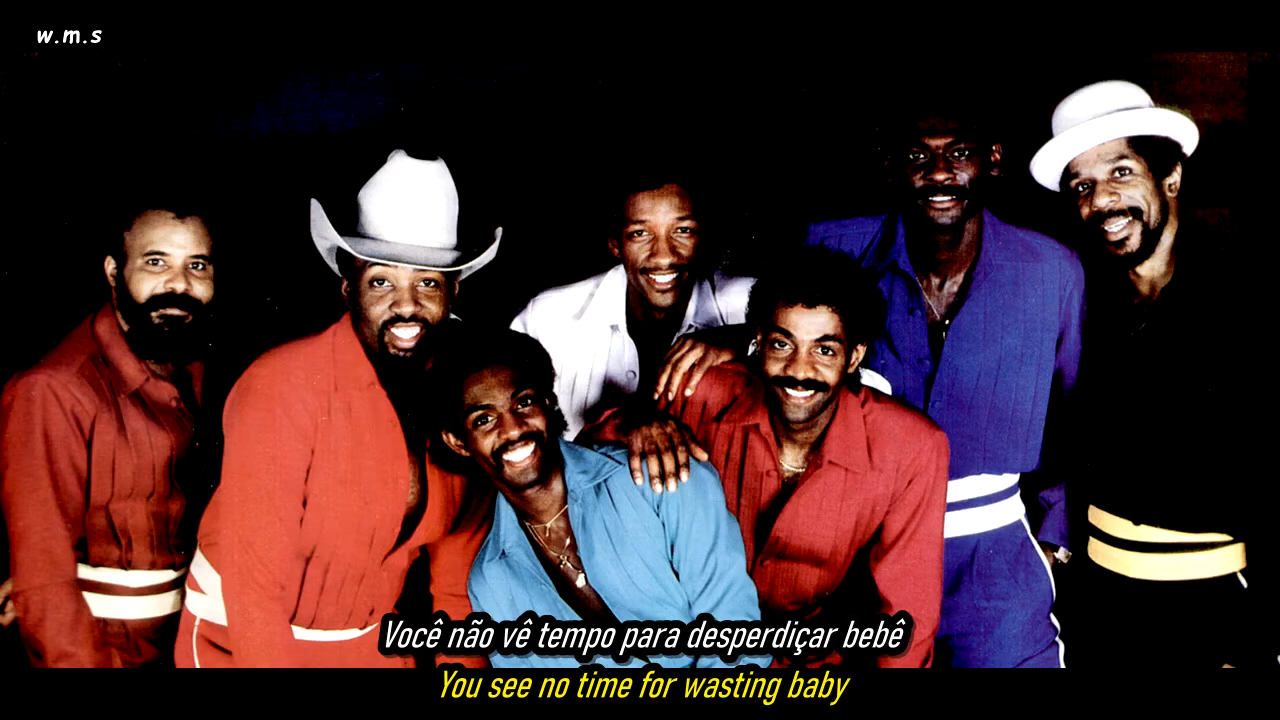 w.m.s
Você não vê tempo para desperdiçar bebê
You see no time for wasting baby